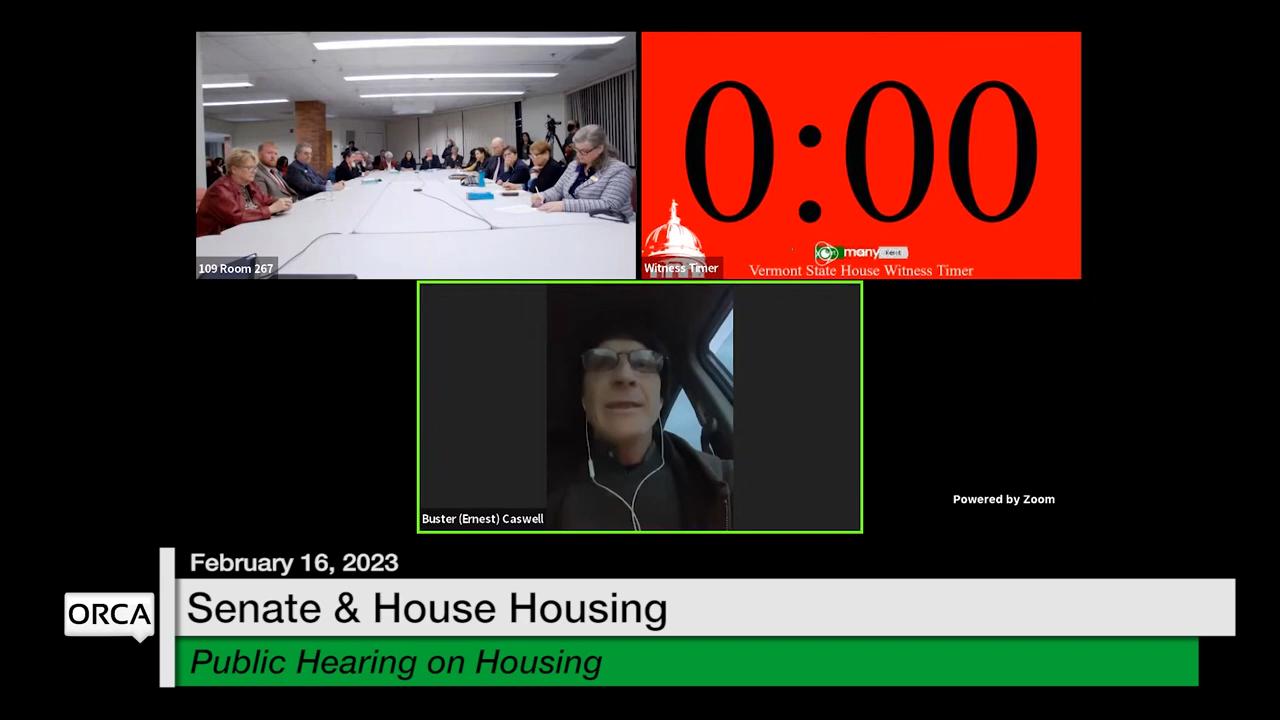 0:00
many
109 Room 267
Witness Timer
Vermont State House Witness Timer
Buster (Ernest) Caswell
Powered by Zoom
February 16, 2023
ORCA
Senate & House Housing
Public Hearing on Housing